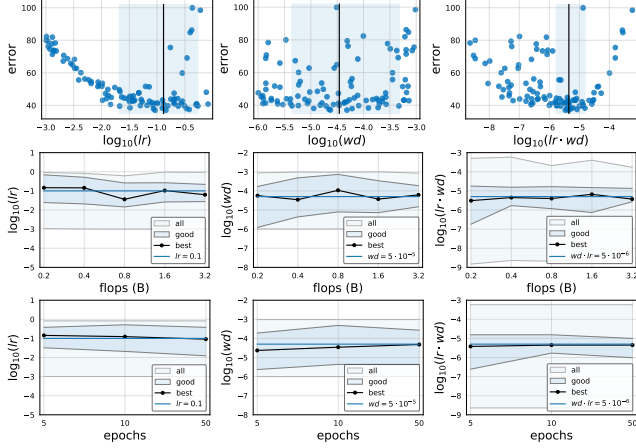 100
80
60
40
error
−3.0 −2.5 −2.0 −1.5 −1.0 −0.5
log₁₀(lr)
100
80
60
40
error
−6.0 −5.5 −5.0 −4.5 −4.0 −3.5 −3.0
log₁₀(wd)
100
80
60
40
error
−8 −7 −6 −5 −4
log₁₀(lr · wd)
1
0
−1
−2
−3
−4
−5
log₁₀(lr)
all
good
best
lr = 0.1
0.2 0.4 0.8 1.6 3.2
flops (B)
−2
−3
−4
−5
−6
−7
−8
log₁₀(wd)
all
good
best
wd = 5 · 10⁻⁵
0.2 0.4 0.8 1.6 3.2
flops (B)
−3
−4
−5
−6
−7
−8
−9
log₁₀(lr · wd)
all
good
best
wd · lr = 5 · 10⁻⁶
0.2 0.4 0.8 1.6 3.2
flops (B)
1
0
−1
−2
−3
−4
−5
log₁₀(lr)
all
good
best
lr = 0.1
5 10 50
epochs
−2
−3
−4
−5
−6
−7
−8
log₁₀(wd)
all
good
best
wd = 5 · 10⁻⁵
5 10 50
epochs
−3
−4
−5
−6
−7
−8
−9
log₁₀(lr · wd)
all
good
best
wd · lr = 5 · 10⁻⁶
5 10 50
epochs